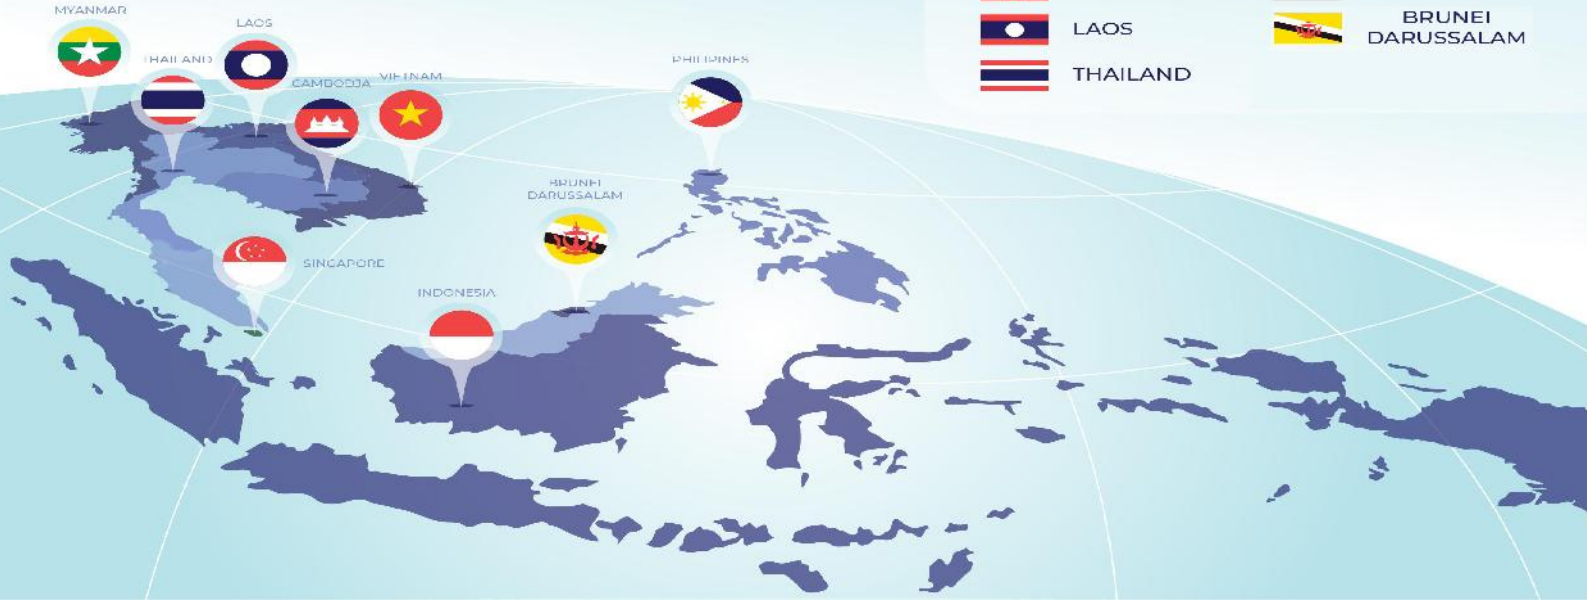 MYANMAR
LAOS
THAILAND
CAMBODJA
VIETNAM
PHILIPINES
LAOS
BRUNEI
DARUSSALAM
THAILAND
BRUNEI
DARUSSALAM
SINGAPORE
INDONESIA